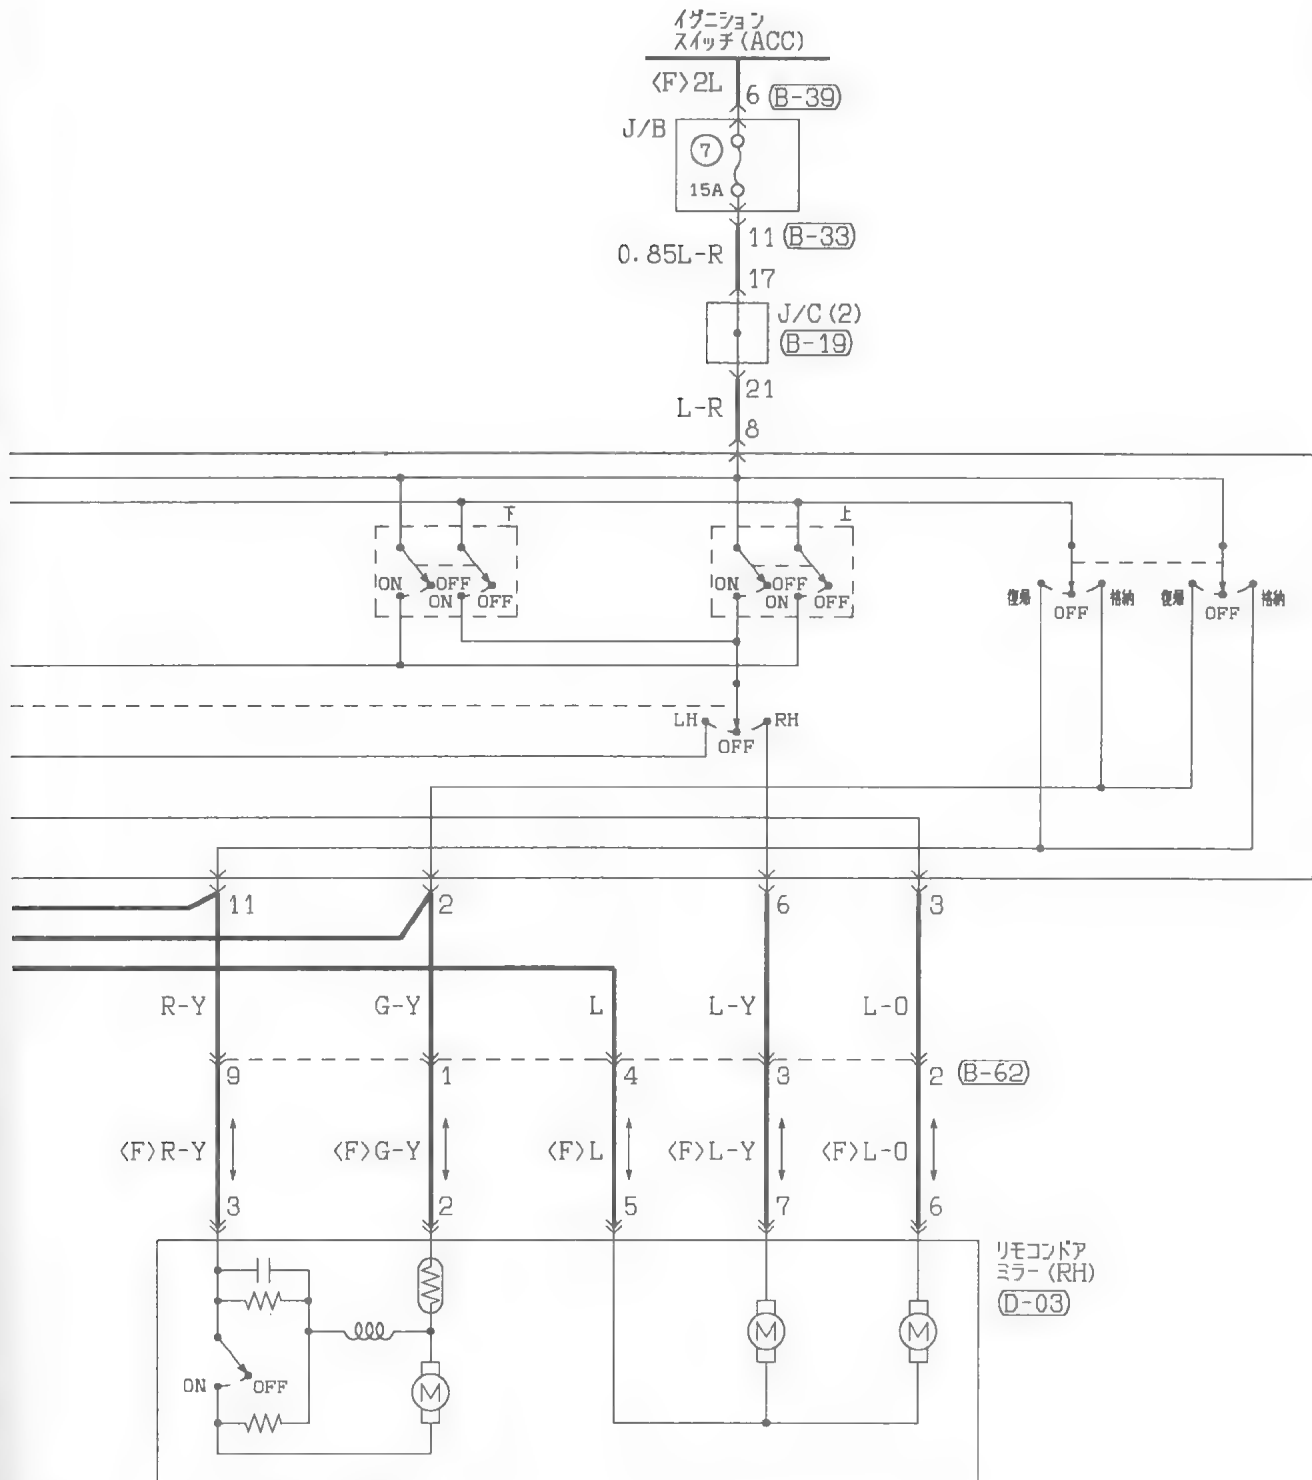 イグニション
スイッチ(ACC)
<F>2L
6 (B-39)
J/B
7
15A
11 (B-33)
0.85L-R
17
J/C(2)
(B-19)
21
L-R
8
下
上
ON OFF
ON OFF
ON OFF
ON OFF
復帰 OFF 格納
復帰 OFF 格納
LH OFF RH
11 2 6 3
R-Y G-Y L L-Y L-O
9 1 4 3 2 (B-62)
<F>R-Y <F>G-Y <F>L <F>L-Y <F>L-O
3 2 5 7 6
リモコンドア
ミラー(RH)
(D-03)
M M
ON OFF
M